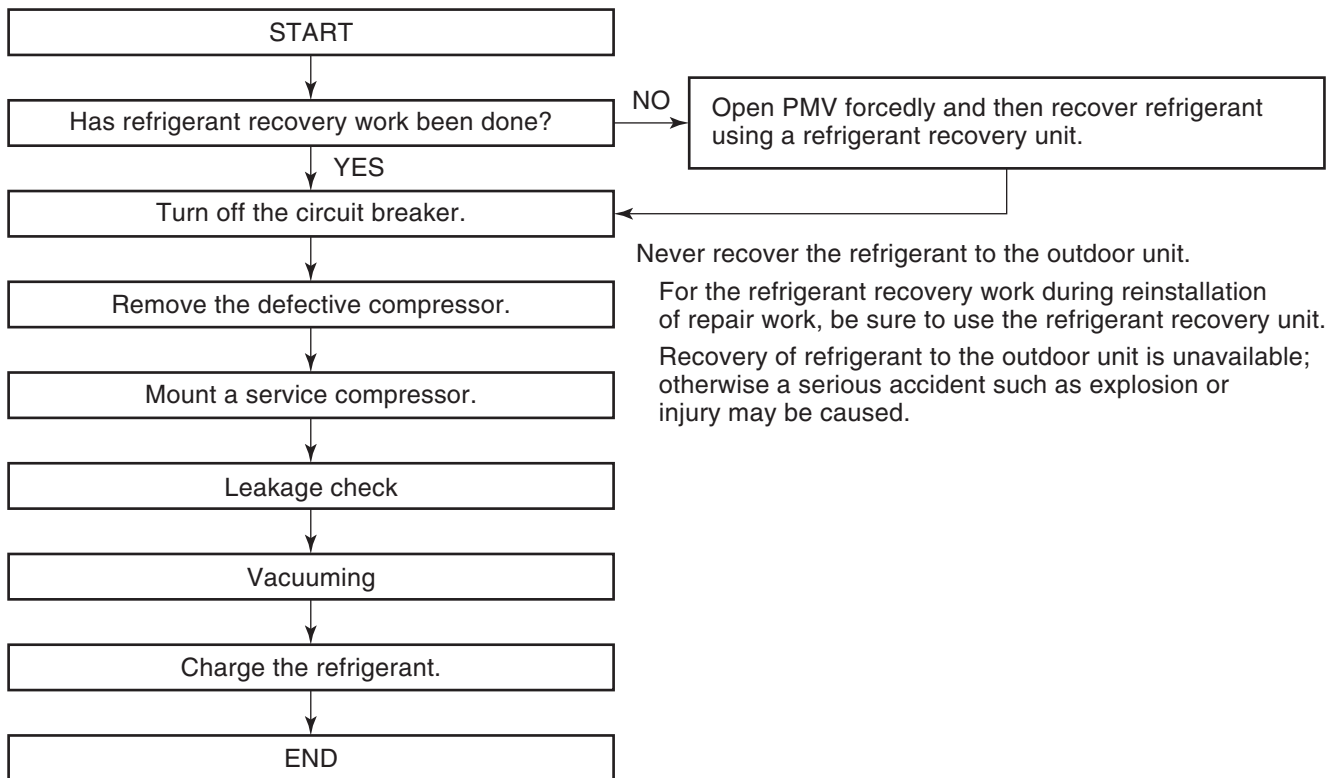 START
Has refrigerant recovery work been done?
NO
Open PMV forcedly and then recover refrigerant
using a refrigerant recovery unit.
YES
Turn off the circuit breaker.
Never recover the refrigerant to the outdoor unit.
For the refrigerant recovery work during reinstallation
of repair work, be sure to use the refrigerant recovery unit.
Recovery of refrigerant to the outdoor unit is unavailable;
otherwise a serious accident such as explosion or
injury may be caused.
Remove the defective compressor.
Mount a service compressor.
Leakage check
Vacuuming
Charge the refrigerant.
END